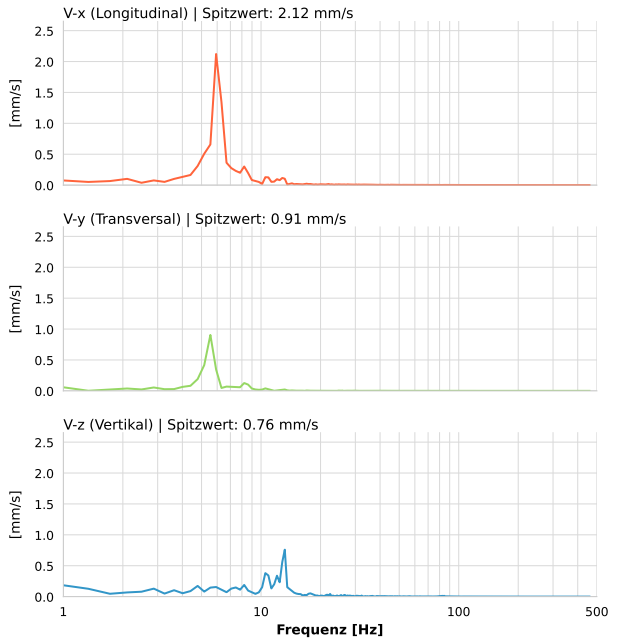 V-x (Longitudinal) | Spitzwert: 2.12 mm/s
2.5
2.0
1.5
1.0
0.5
0.0
[mm/s]
V-y (Transversal) | Spitzwert: 0.91 mm/s
2.5
2.0
1.5
1.0
0.5
0.0
[mm/s]
V-z (Vertikal) | Spitzwert: 0.76 mm/s
2.5
2.0
1.5
1.0
0.5
0.0
[mm/s]
1 10 100 500
Frequenz [Hz]